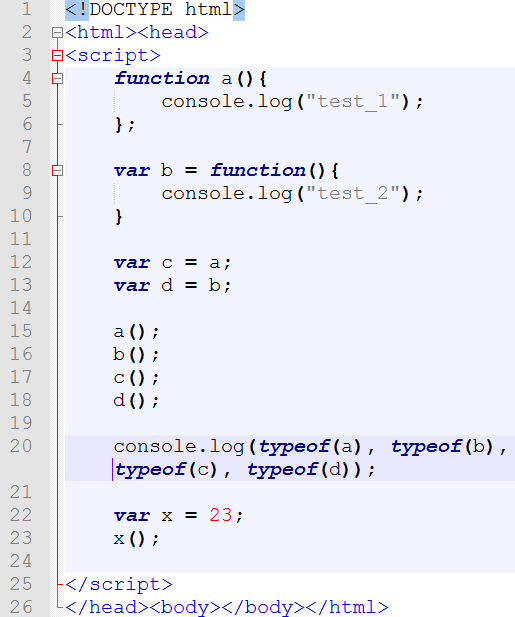 1 <!DOCTYPE html>
2 <html><head>
3 <script>
4 function a(){
5 console.log("test_1");
6 };
7
8 var b = function(){
9 console.log("test_2");
10 }
11
12 var c = a;
13 var d = b;
14
15 a();
16 b();
17 c();
18 d();
19
20 console.log(typeof(a), typeof(b),
typeof(c), typeof(d));
21
22 var x = 23;
23 x();
24
25 </script>
26 </head><body></body></html>